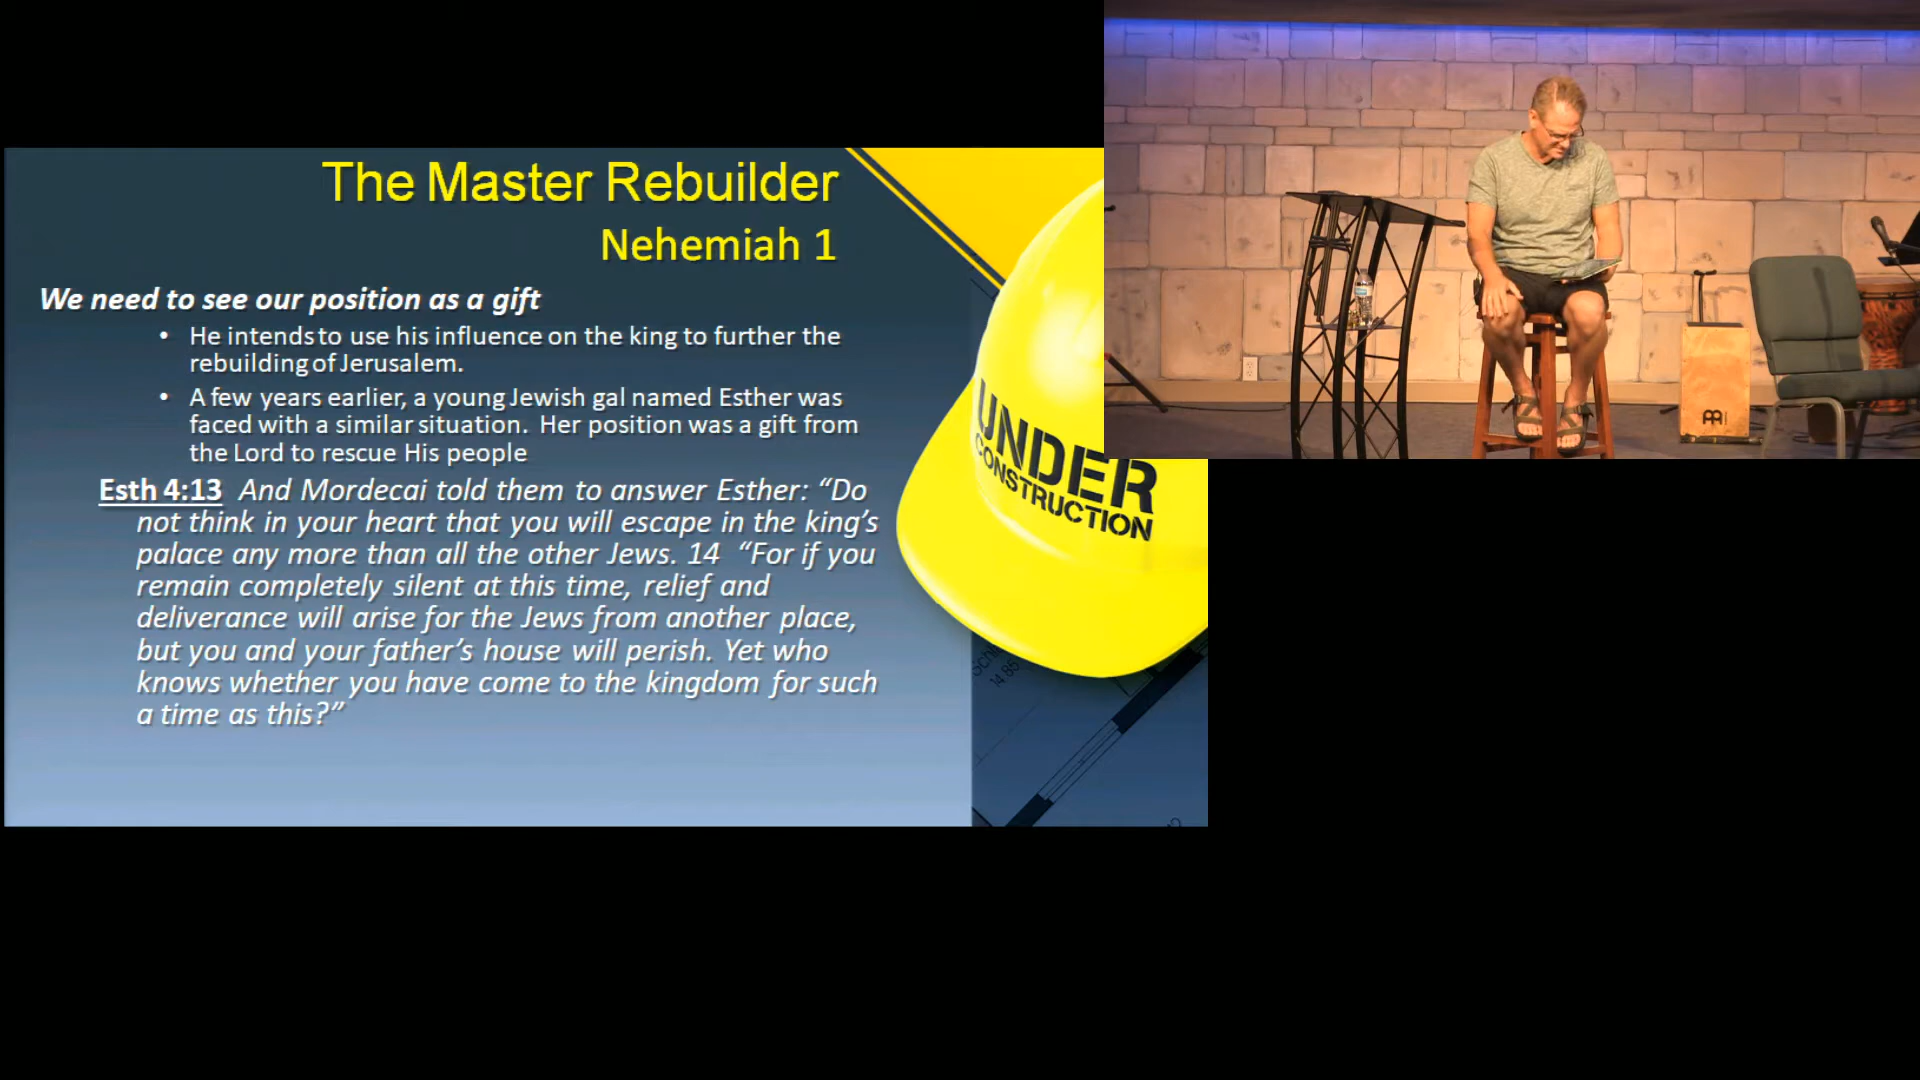 The Master Rebuilder
Nehemiah 1
We need to see our position as a gift
• He intends to use his influence on the king to further the
rebuilding of Jerusalem.
• A few years earlier, a young Jewish gal named Esther was
faced with a similar situation. Her position was a gift from
the Lord to rescue His people
Esth 4:13 And Mordecai told them to answer Esther: “Do
not think in your heart that you will escape in the king’s
palace any more than all the other Jews. 14 “For if you
remain completely silent at this time, relief and
deliverance will arise for the Jews from another place,
but you and your father’s house will perish. Yet who
knows whether you have come to the kingdom for such
a time as this?”
UNDER
CONSTRUCTION